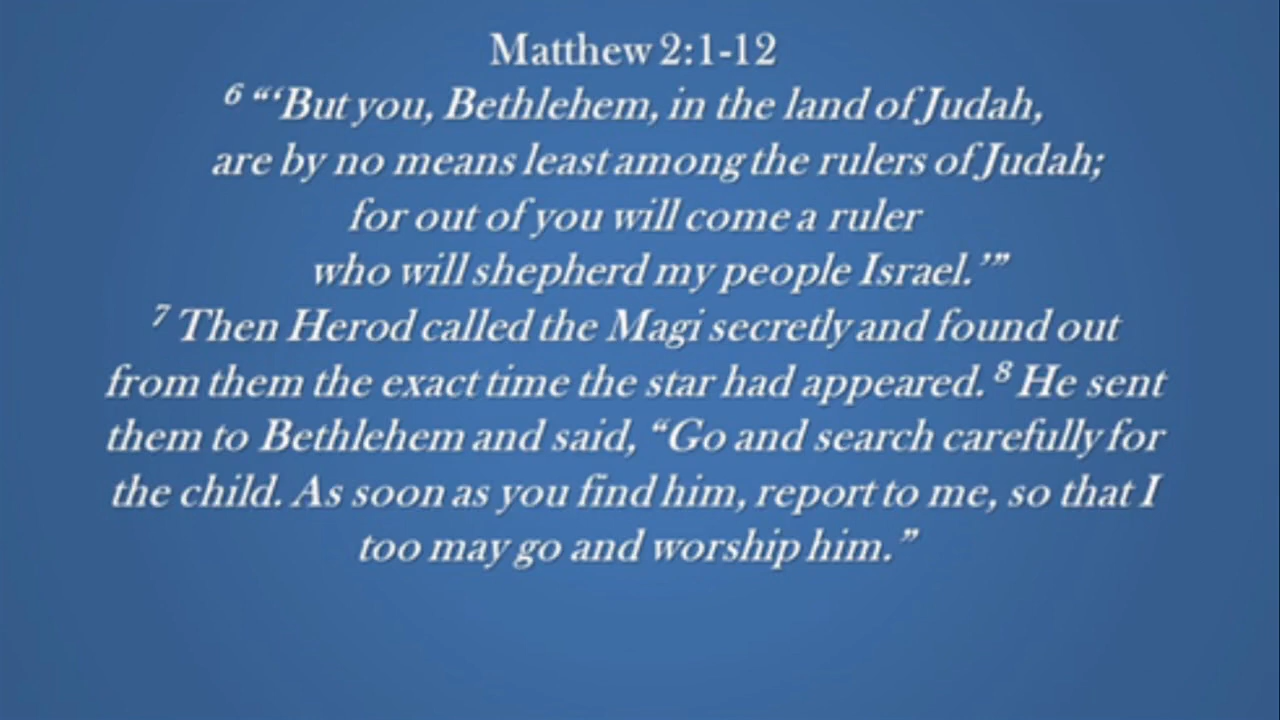 Matthew 2:1-12
⁶ “‘But you, Bethlehem, in the land of Judah,
are by no means least among the rulers of Judah;
for out of you will come a ruler
who will shepherd my people Israel.’”
⁷ Then Herod called the Magi secretly and found out
from them the exact time the star had appeared. ⁸ He sent
them to Bethlehem and said, “Go and search carefully for
the child. As soon as you find him, report to me, so that I
too may go and worship him.”